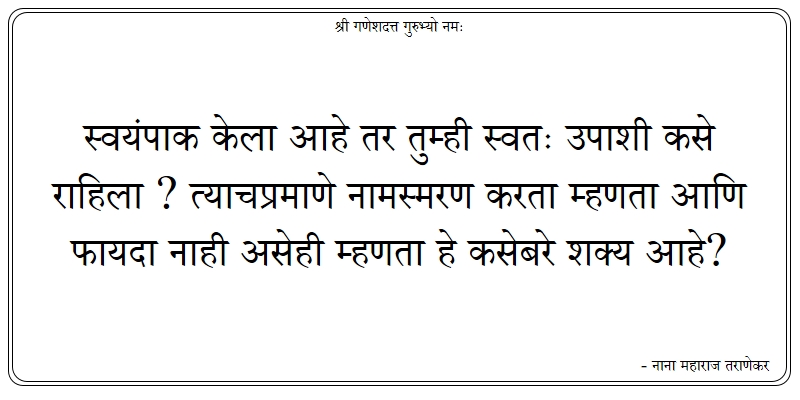 श्री गणेशदत्त गुरुभ्यो नमः
स्वयंपाक केला आहे तर तुम्ही स्वतः उपाशी कसे
राहिला ? त्याचप्रमाणे नामस्मरण करता म्हणता आणि
फायदा नाही असेही म्हणता हे कसेबरे शक्य आहे?
- नाना महाराज तराणेकर